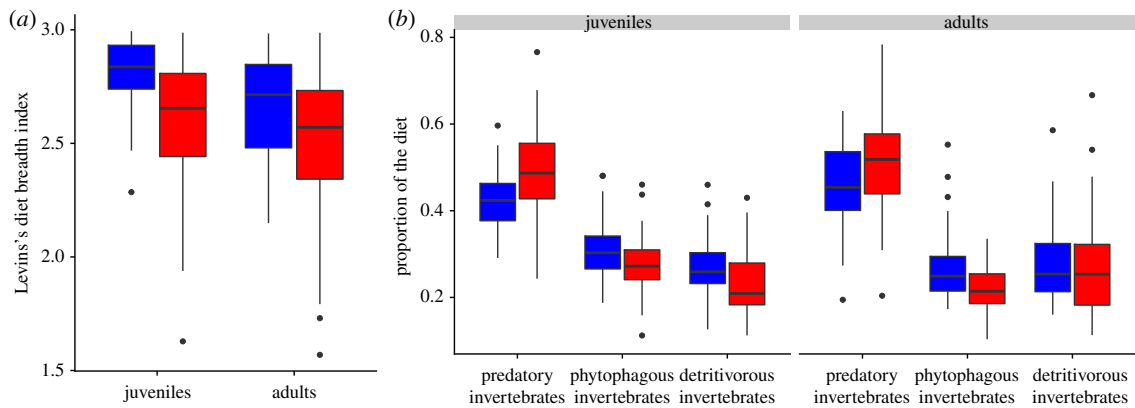 (a)
3.0
2.5
2.0
1.5
Levins's diet breadth index
juveniles adults
(b)
juveniles adults
0.8
0.6
0.4
0.2
proportion of the diet
predatory phytophagous detritivorous predatory phytophagous detritivorous
invertebrates invertebrates invertebrates invertebrates invertebrates invertebrates